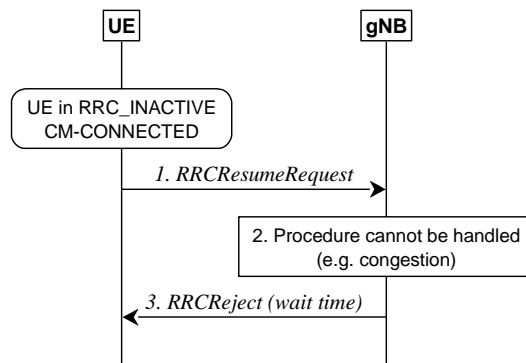 UE
gNB
UE in RRC_INACTIVE
CM-CONNECTED
1. RRCResumeRequest
2. Procedure cannot be handled
(e.g. congestion)
3. RRCReject (wait time)